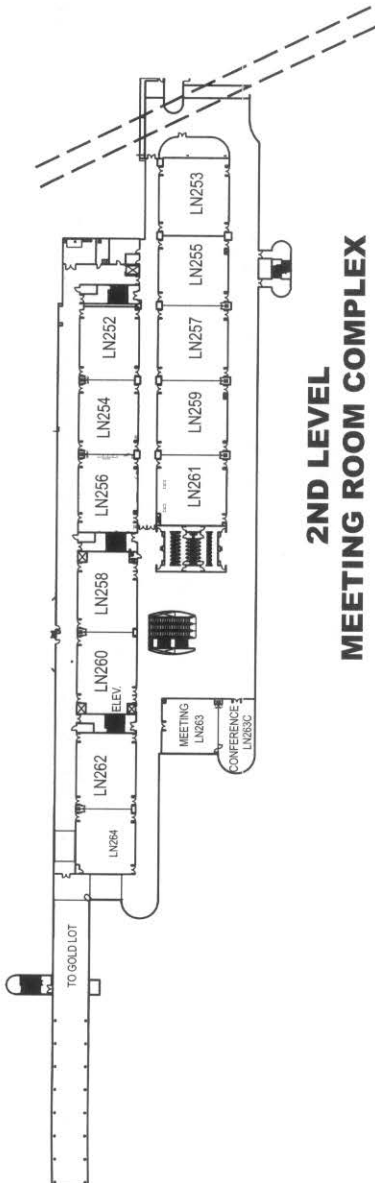 LN253
LN255
LN257
LN259
LN261
LN252
LN254
LN256
LN258
LN260
ELEV.
LN262
LN264
MEETING
LN263
CONFERENCE
LN263C
TO GOLD LOT
2ND LEVEL
MEETING ROOM COMPLEX